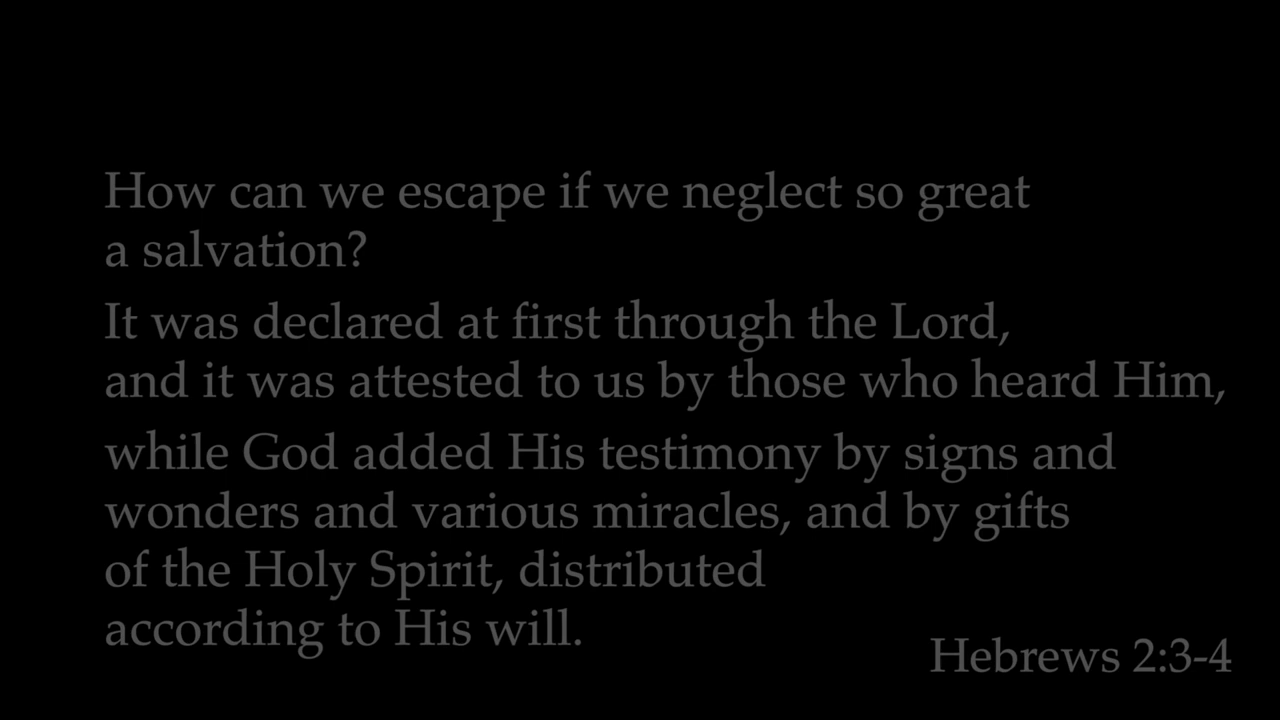 How can we escape if we neglect so great
a salvation?
It was declared at first through the Lord,
and it was attested to us by those who heard Him,
while God added His testimony by signs and
wonders and various miracles, and by gifts
of the Holy Spirit, distributed
according to His will.
Hebrews 2:3-4